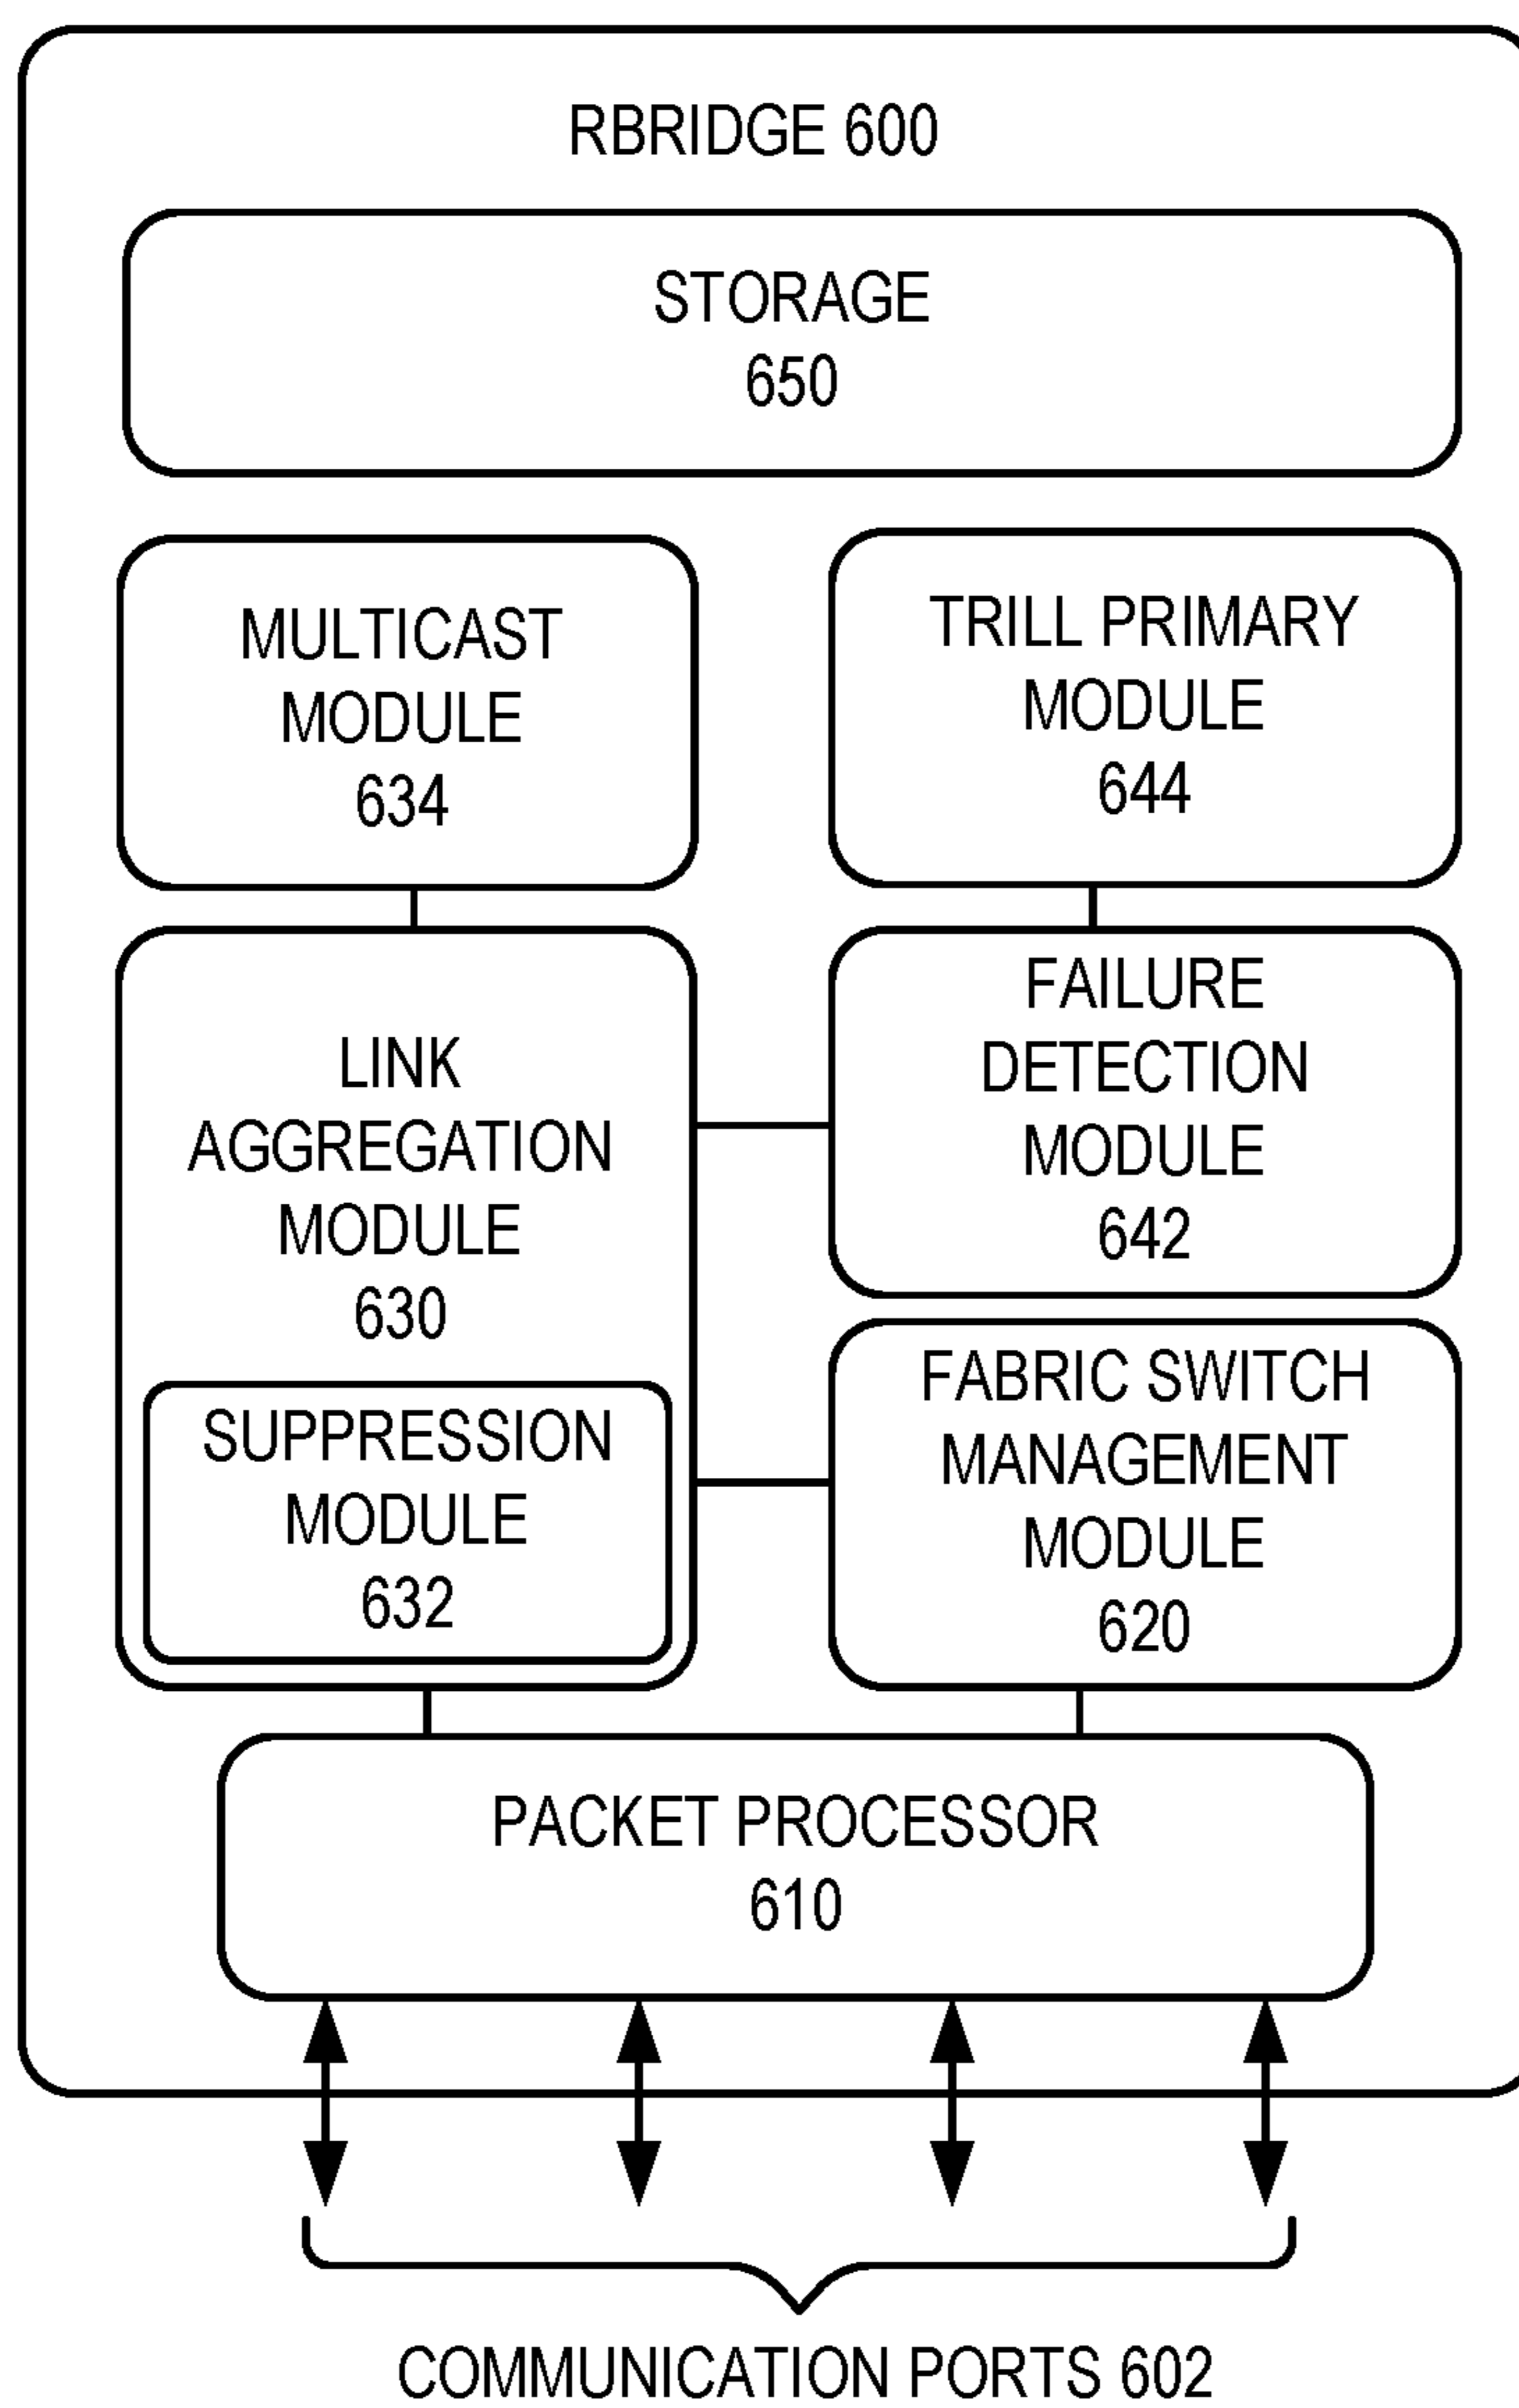 RBRIDGE 600
STORAGE
650
MULTICAST
MODULE
634
TRILL PRIMARY
MODULE
644
LINK
AGGREGATION
MODULE
630
SUPPRESSION
MODULE
632
FAILURE
DETECTION
MODULE
642
FABRIC SWITCH
MANAGEMENT
MODULE
620
PACKET PROCESSOR
610
COMMUNICATION PORTS 602